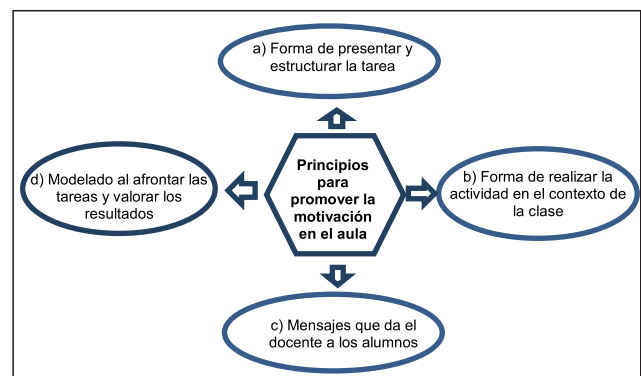 a) Forma de presentar y
estructurar la tarea
Principios
para
promover la
motivación
en el aula
d) Modelado al afrontar las
tareas y valorar los
resultados
b) Forma de realizar la
actividad en el contexto de
la clase
c) Mensajes que da el
docente a los alumnos